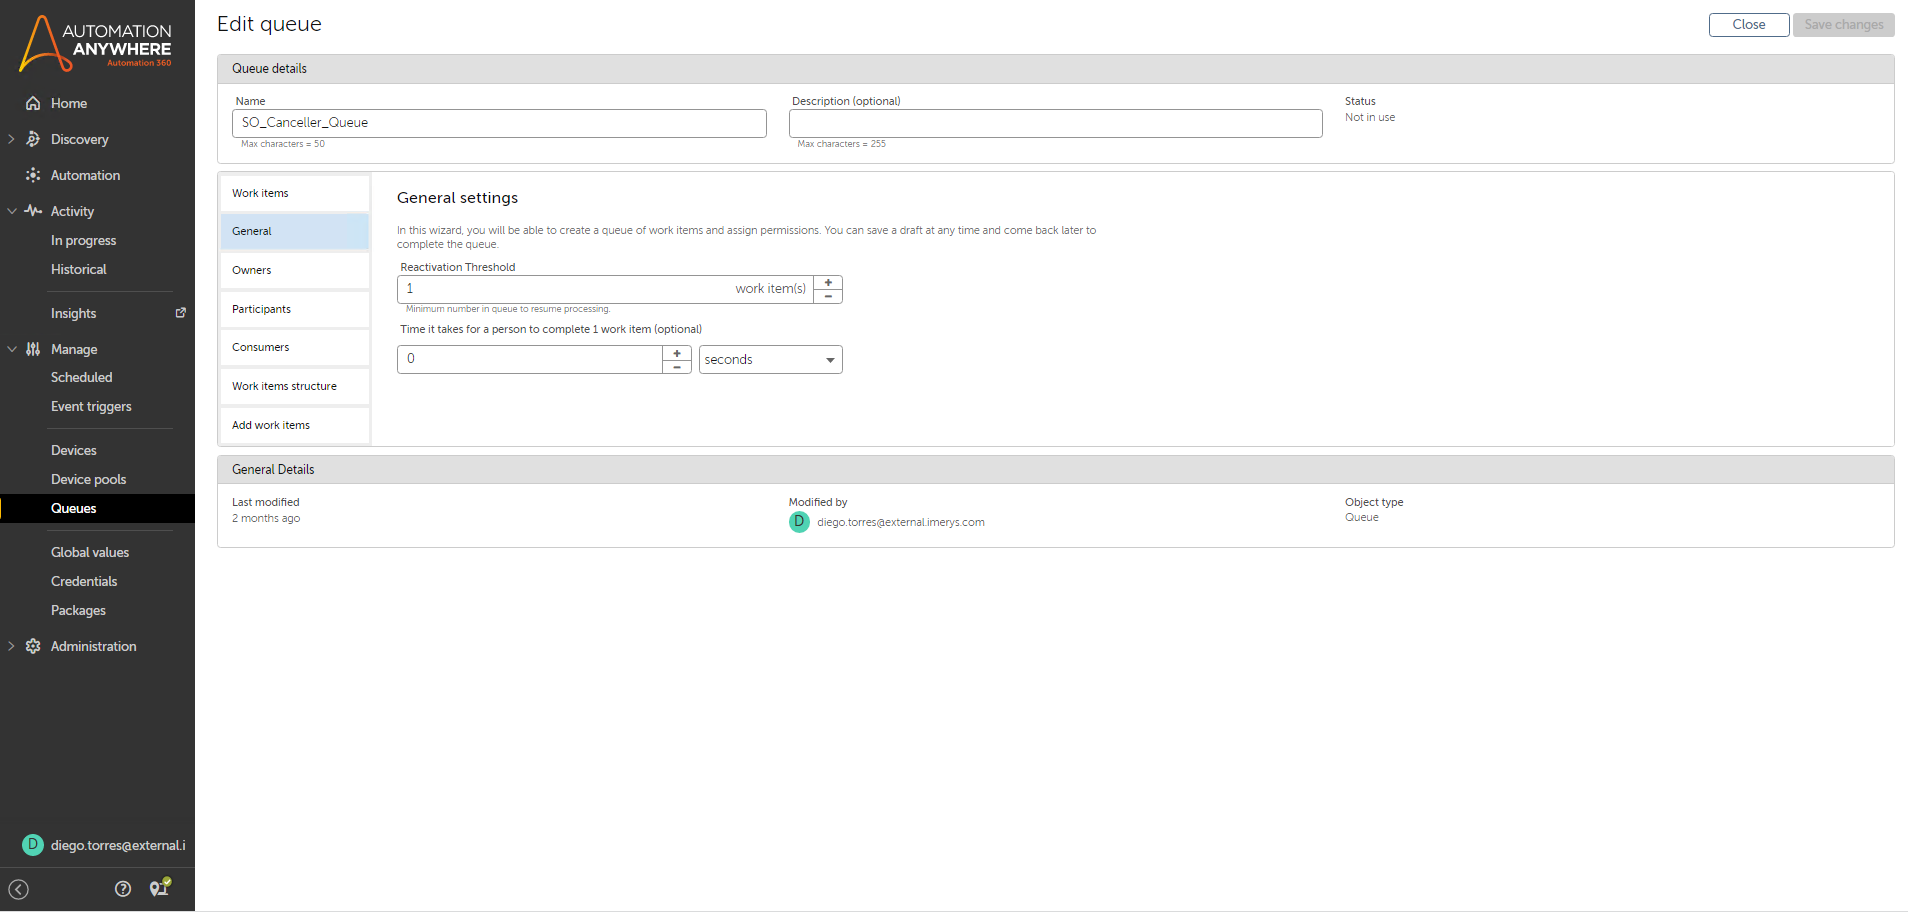 AUTOMATION
ANYWHERE
Automation 360
Home
Discovery
Automation
Activity
In progress
Historical
Insights
Manage
Scheduled
Event triggers
Devices
Device pools
Queues
Global values
Credentials
Packages
Administration
D diego.torres@external.i
Edit queue
Close
Save changes
Queue details
Name
SO_Canceller_Queue
Max characters = 50
Description (optional)
Max characters = 255
Status
Not in use
Work items
General
Owners
Participants
Consumers
Work items structure
Add work items
General settings
In this wizard, you will be able to create a queue of work items and assign permissions. You can save a draft at any time and come back later to
complete the queue.
Reactivation Threshold
1 work item(s)
Minimum number in queue to resume processing.
Time it takes for a person to complete 1 work item (optional)
0 seconds
General Details
Last modified
2 months ago
Modified by
D diego.torres@external.imerys.com
Object type
Queue